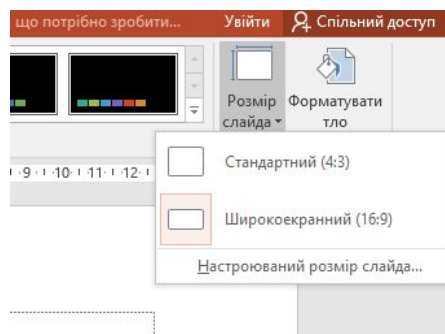 що потрібно зробити... Увійти Спільний доступ
Розмір Форматувати
слайда тло
Стандартний (4:3)
9 10 11 12
Широкоекранний (16:9)
Настроюваний розмір слайда...